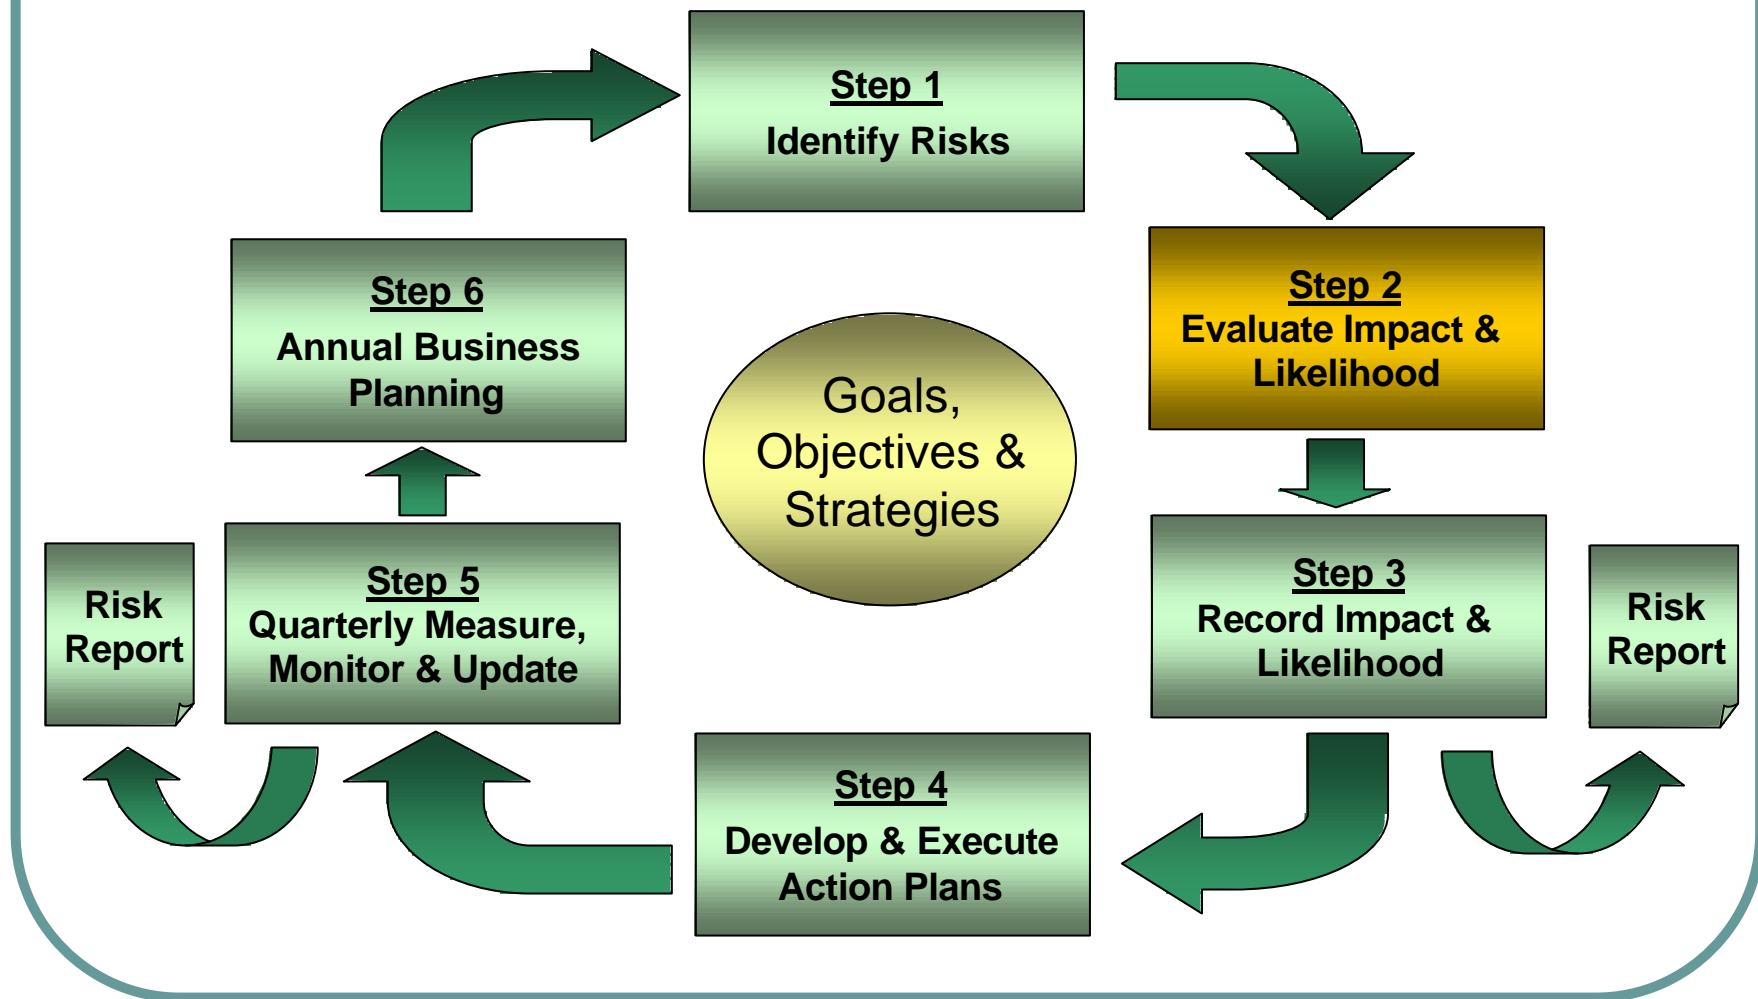 Step 1
Identify Risks
Step 2
Evaluate Impact &
Likelihood
Step 3
Record Impact &
Likelihood
Risk
Report
Step 4
Develop & Execute
Action Plans
Step 5
Quarterly Measure,
Monitor & Update
Risk
Report
Step 6
Annual Business
Planning
Goals,
Objectives &
Strategies